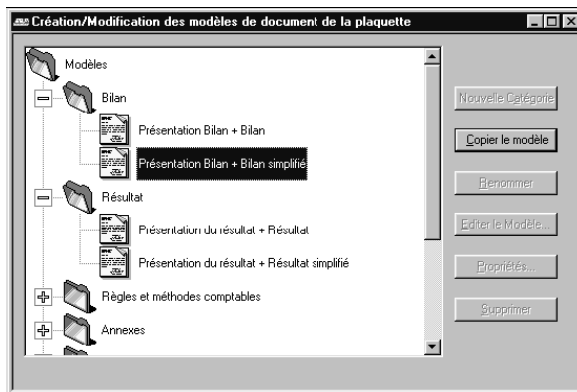 Création/Modification des modèles de document de la plaquette
Modèles
Bilan
Présentation Bilan + Bilan
Présentation Bilan + Bilan simplifié
Résultat
Présentation du résultat + Résultat
Présentation du résultat + Résultat simplifié
Règles et méthodes comptables
Annexes
Nouvelle Catégorie
Copier le modèle
Renommer
Editer le Modèle...
Propriétés...
Supprimer